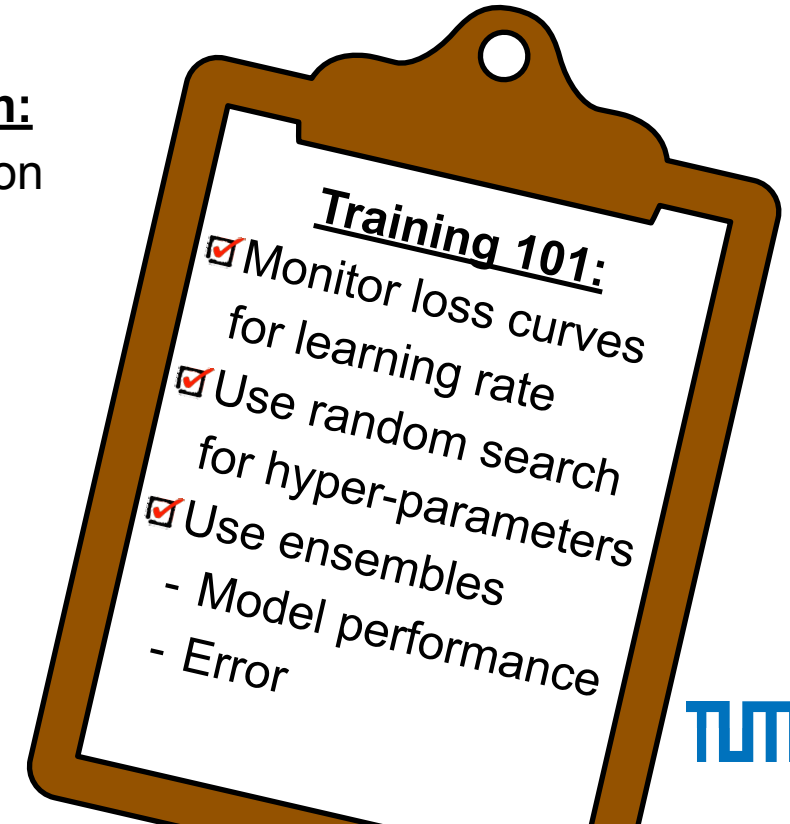 n:
on
Training 101:
Monitor loss curves
for learning rate
Use random search
for hyper-parameters
Use ensembles
- Model performance
- Error
TUM